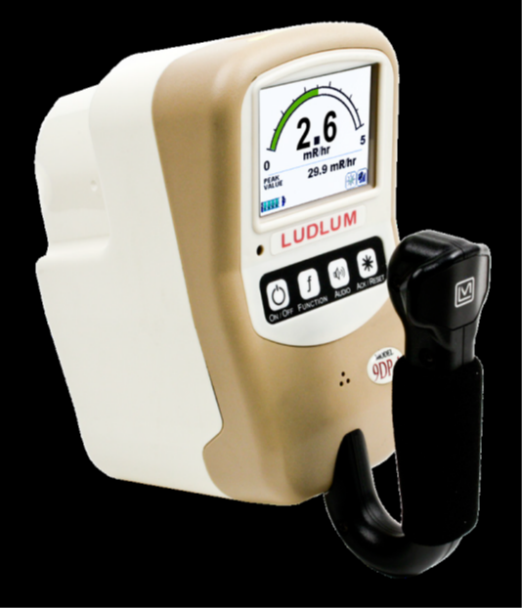 2.6
mR/hr
0
5
PEAK
VALUE
29.9 mR/hr
LUDLUM
ON / OFF
FUNCTION
AUDIO
ACK / RESET
MODEL
9DP